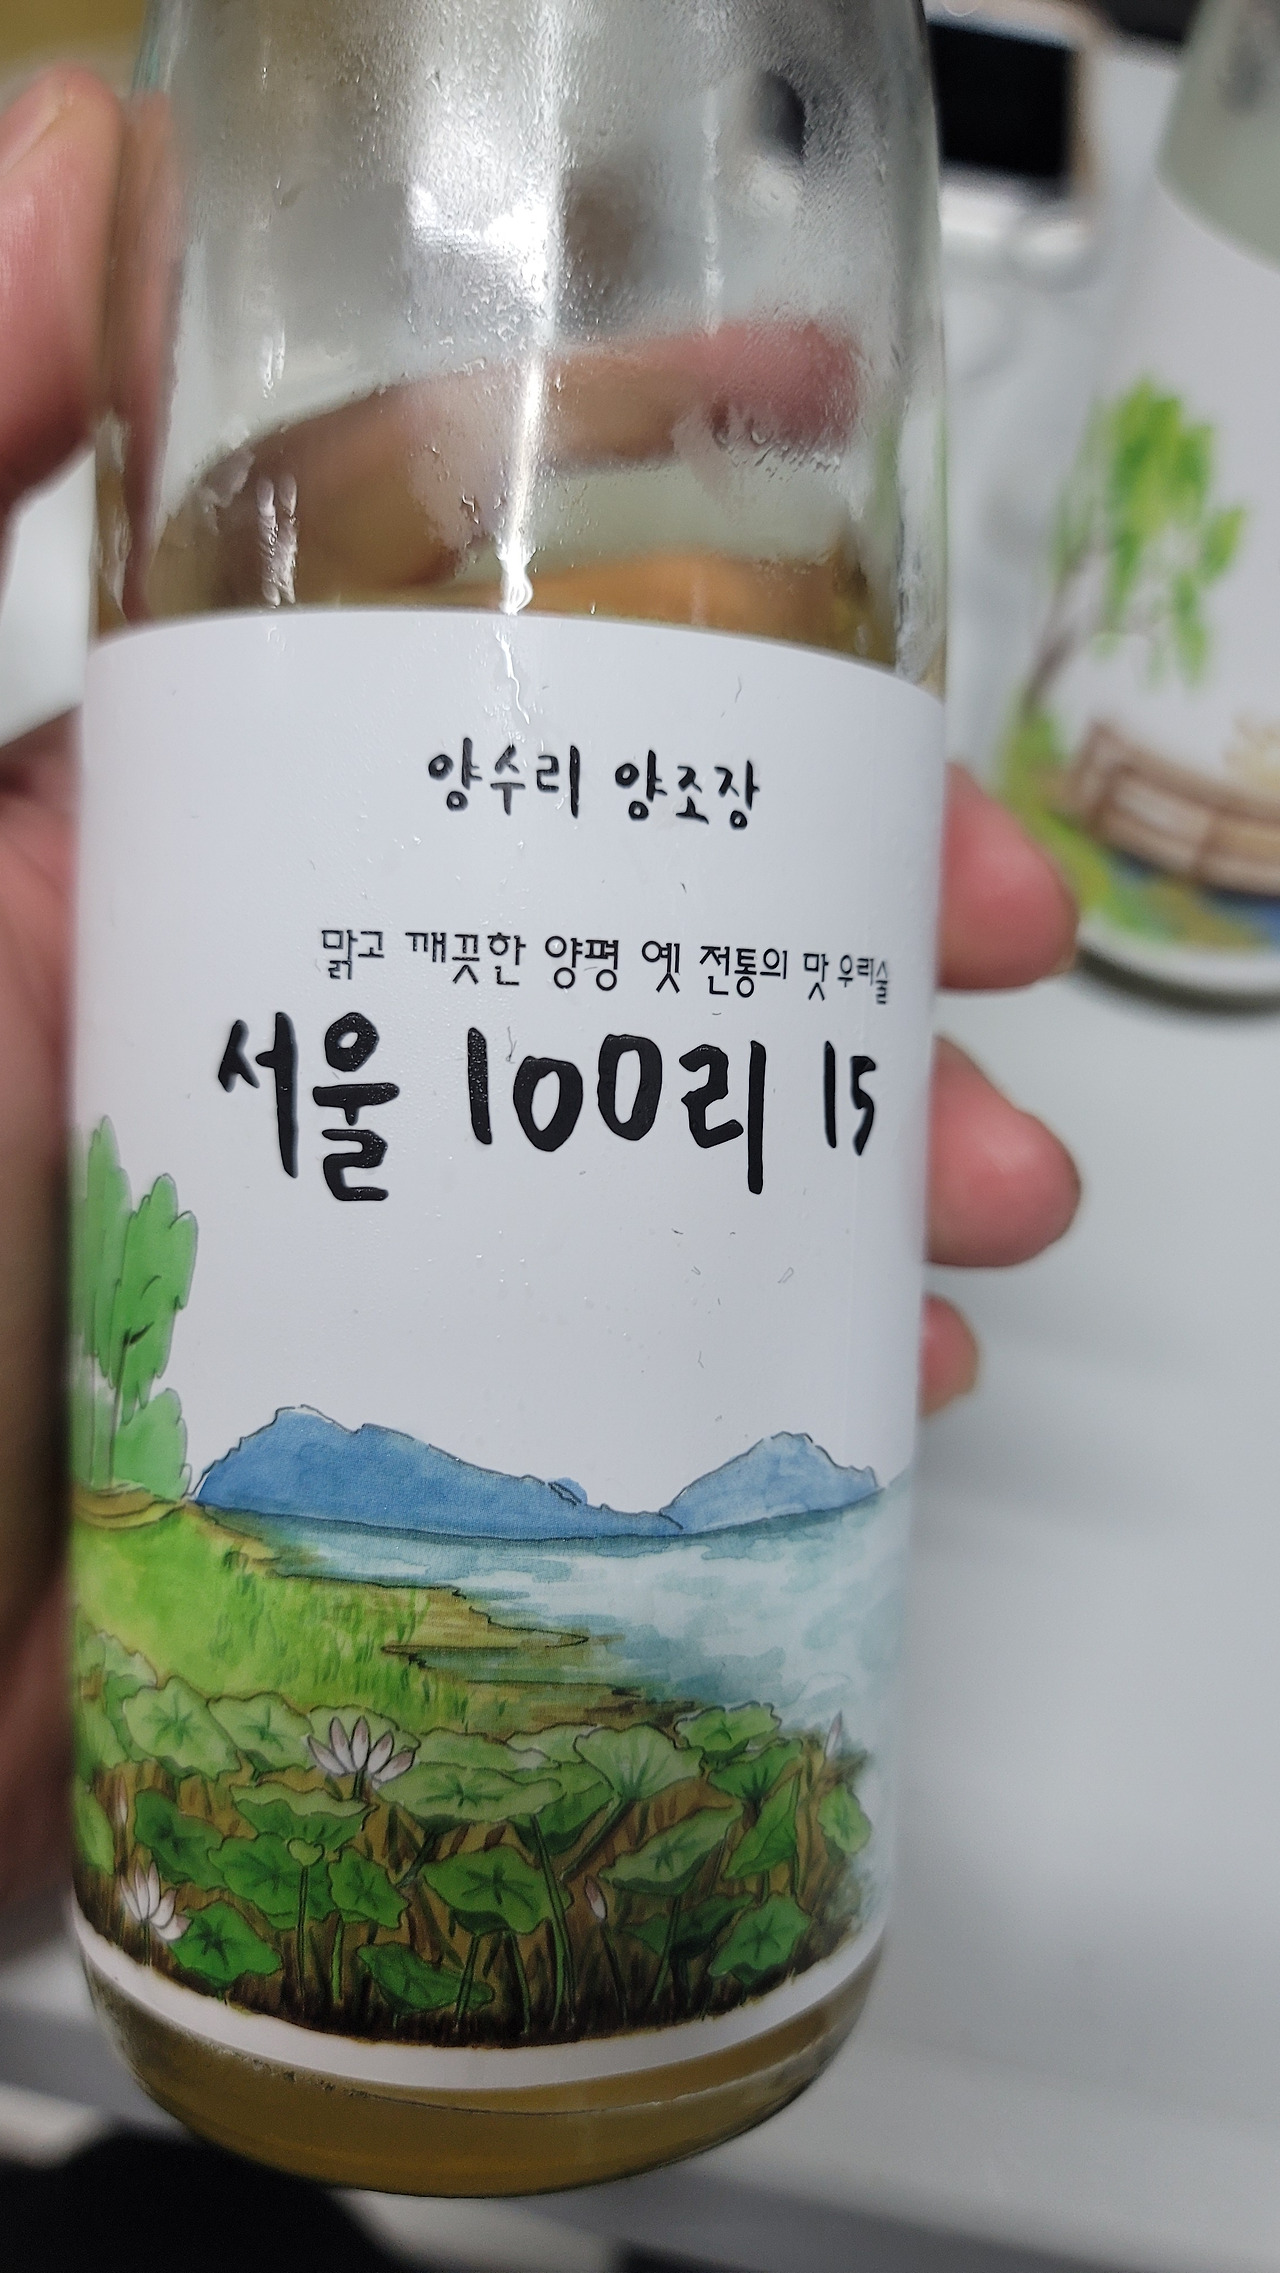 양수리 양조장
맑고 깨끗한 양평 옛 전통의 맛 우리술
서울 100리 15